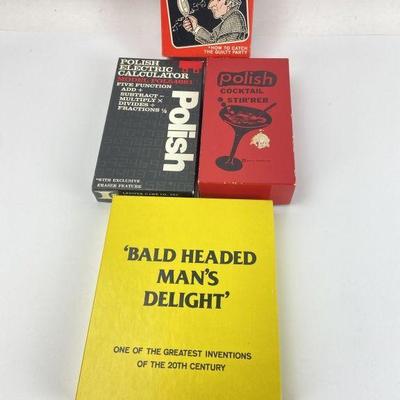 "HOW TO CATCH
THE GUILTY PARTY
POLISH
ELECTRIC
CALCULATOR
FIVE FUNCTION
ADD +
SUBTRACT –
MULTIPLY ×
DIVIDES ÷
FRACTIONS ⅛
Polish
*WITH EXCLUSIVE
ERASER FEATURE
polish
COCKTAIL
STIR'RER
'BALD HEADED
MAN'S
DELIGHT'
ONE OF THE GREATEST INVENTIONS
OF THE 20TH CENTURY